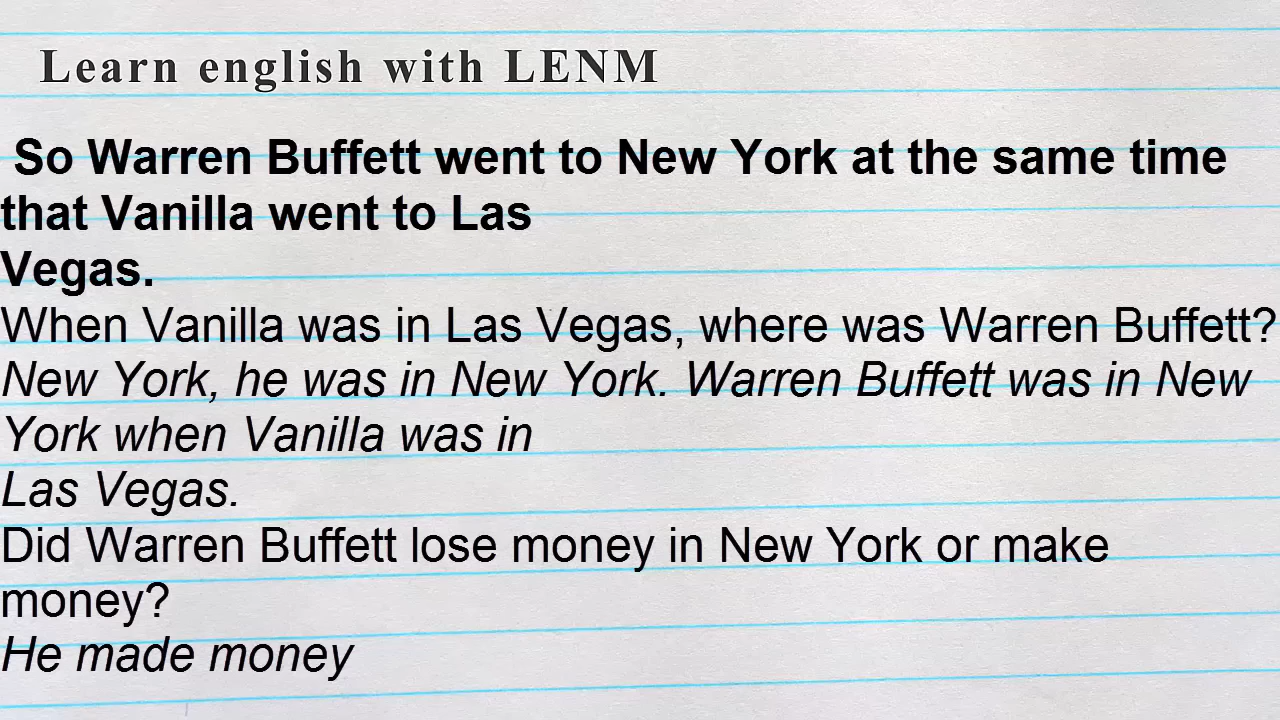 Learn english with LENM
So Warren Buffett went to New York at the same time
that Vanilla went to Las
Vegas.
When Vanilla was in Las Vegas, where was Warren Buffett?
New York, he was in New York. Warren Buffett was in New
York when Vanilla was in
Las Vegas.
Did Warren Buffett lose money in New York or make
money?
He made money